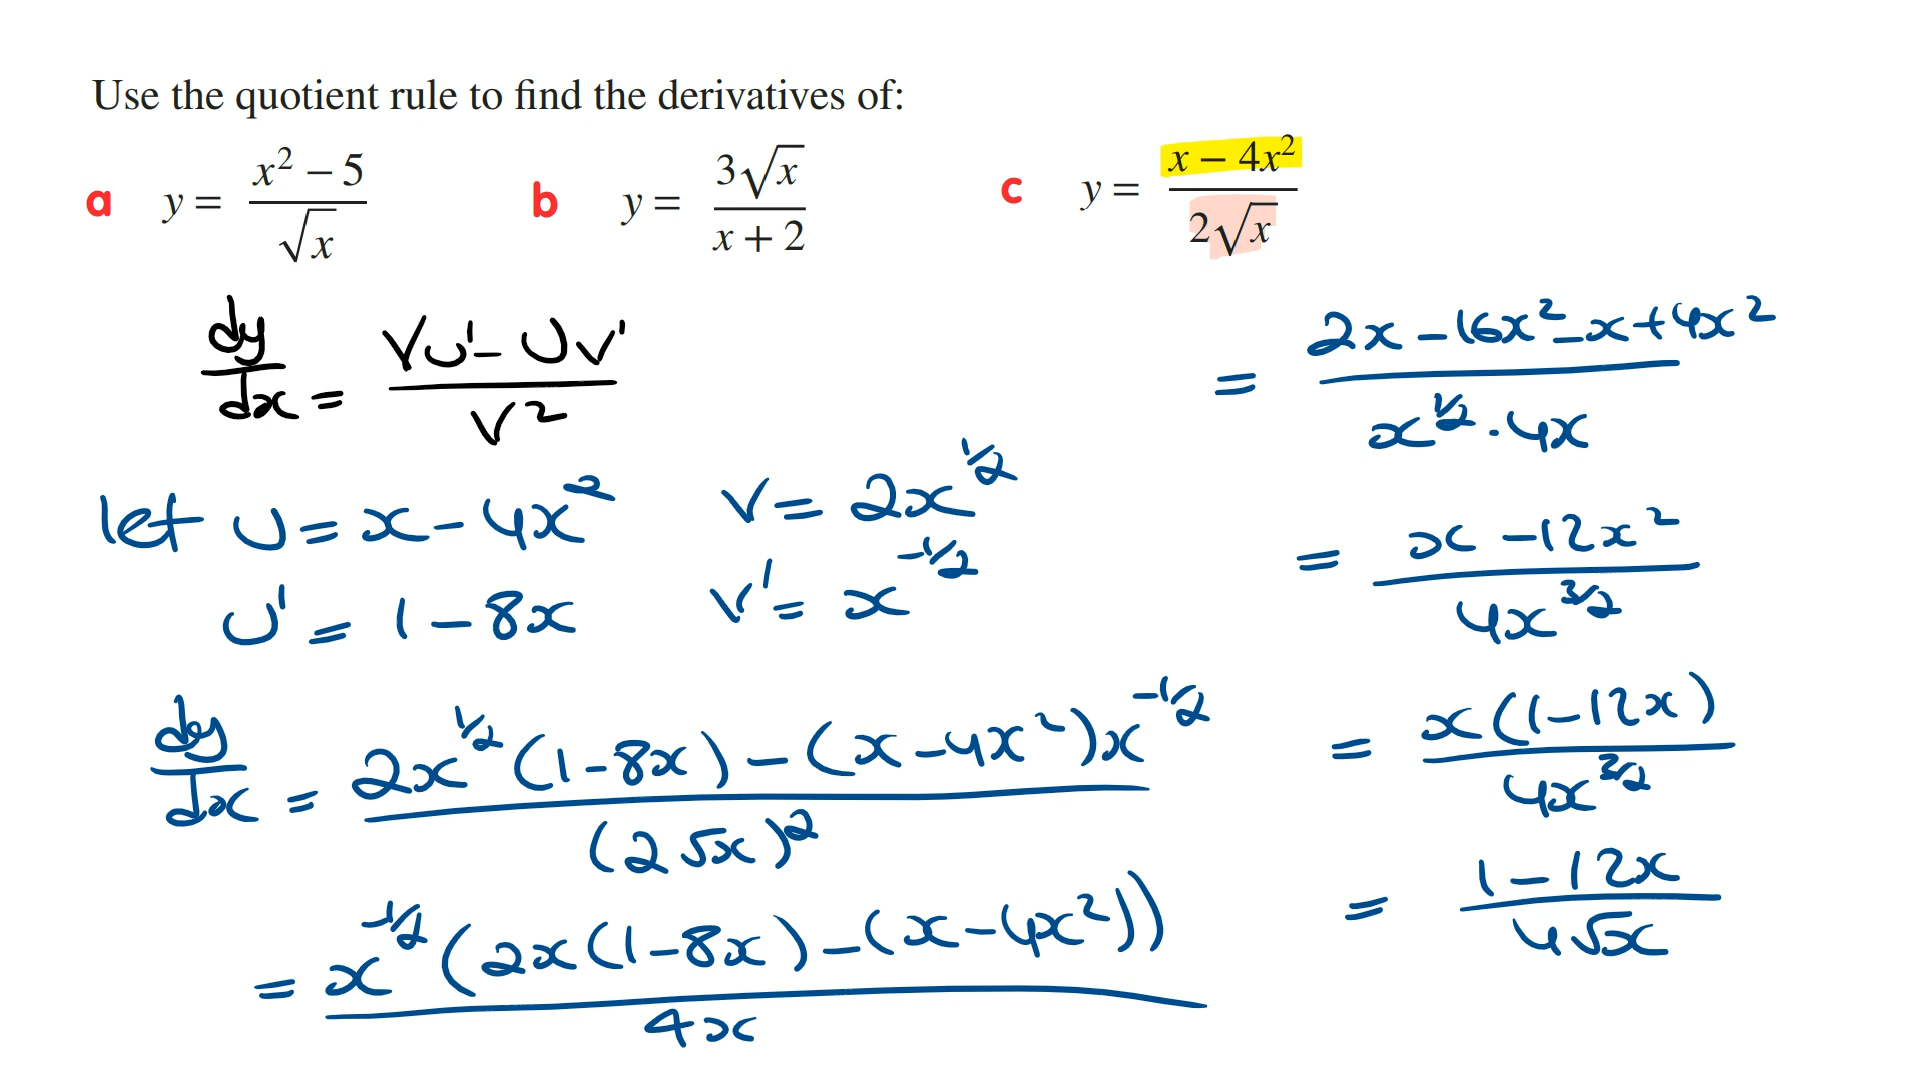 Use the quotient rule to find the derivatives of:
a y = (x² − 5)/√x
b y = 3√x/(x + 2)
c y = (x − 4x²)/(2√x)
dy/dx = (Vu' − Uv')/V²
let u = x − 4x² v = 2x^(1/2)
u' = 1 − 8x v' = x^(−1/2)
dy/dx = (2x^(1/2)(1−8x) − (x−4x²)x^(−1/2))/(2√x)²
= x^(−1/2)(2x(1−8x) − (x−4x²))/4x
= (2x − 16x² − x + 4x²)/(x^(1/2) · 4x)
= (x − 12x²)/(4x^(3/2))
= x(1−12x)/(4x^(3/2))
= (1 − 12x)/(4√x)